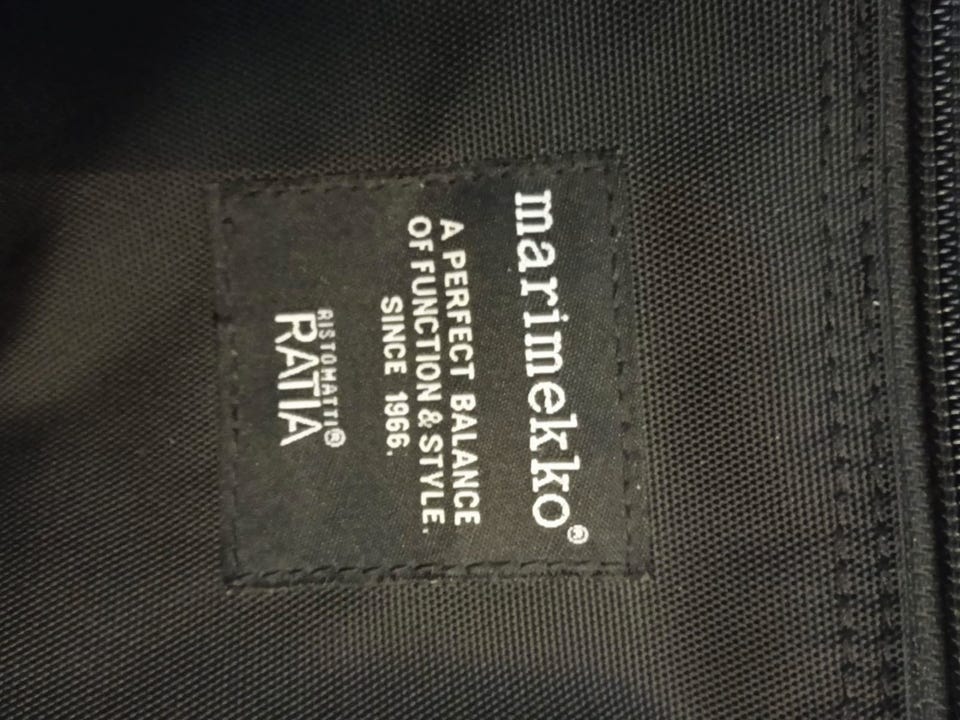 marimekko®
A PERFECT BALANCE
OF FUNCTION & STYLE.
SINCE 1966.
RISTOMATTI®
RATIA